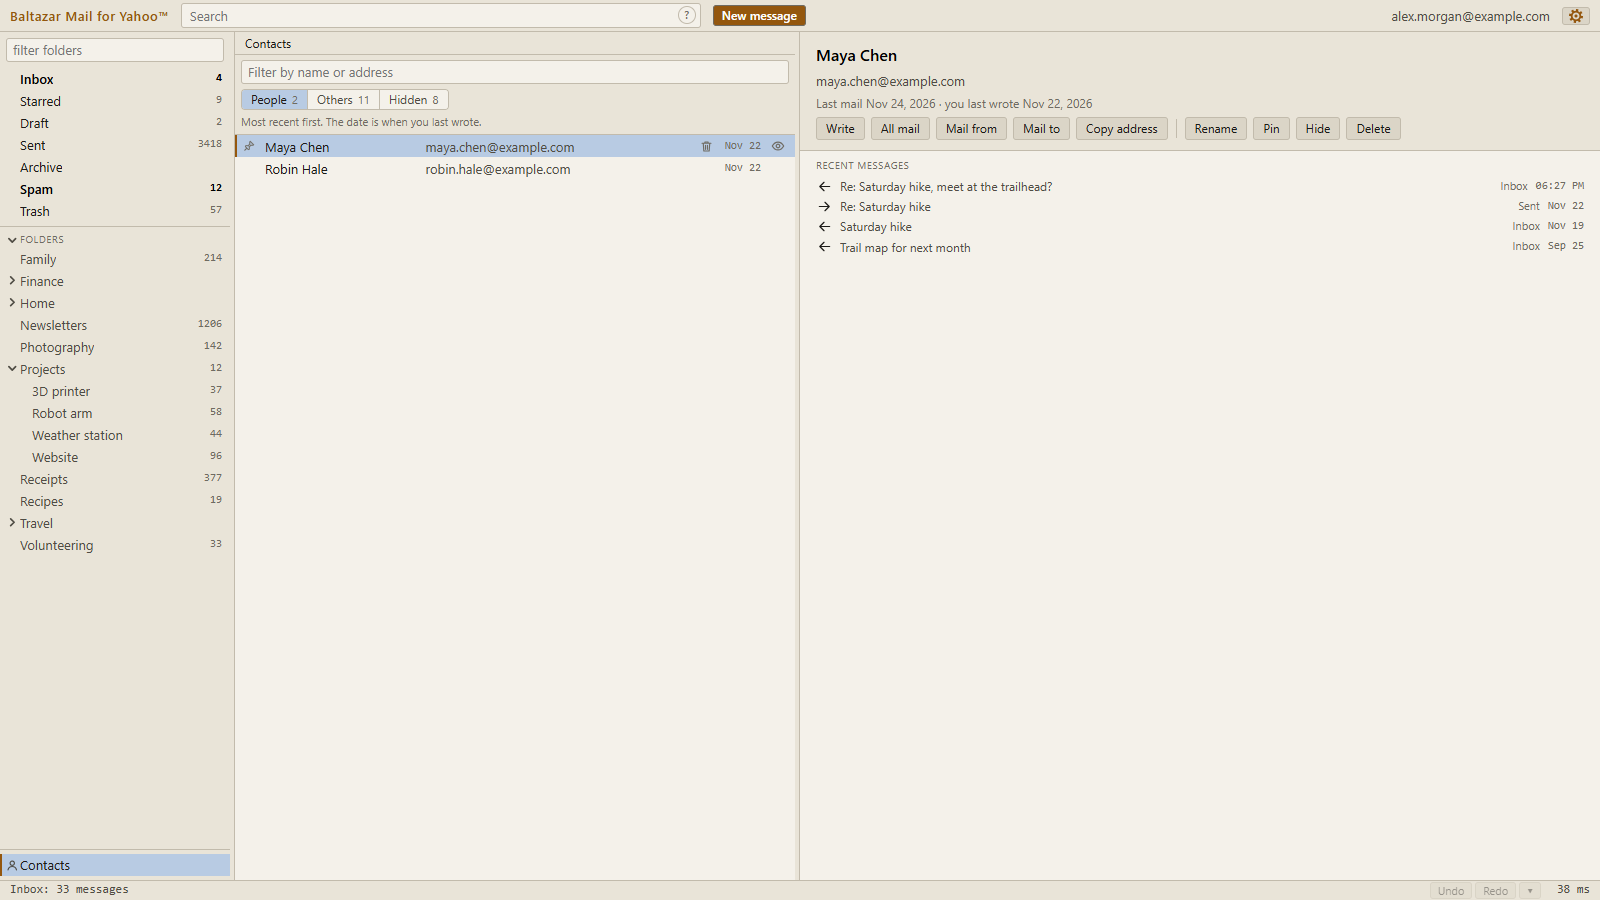 Baltazar Mail for Yahoo™
Search
?
New message
alex.morgan@example.com
filter folders
Inbox 4
Starred 9
Draft 2
Sent 3418
Archive
Spam 12
Trash 57
FOLDERS
Family 214
Finance
Home
Newsletters 1206
Photography 142
Projects 12
3D printer 37
Robot arm 58
Weather station 44
Website 96
Receipts 377
Recipes 19
Travel
Volunteering 33
Contacts
Contacts
Filter by name or address
People 2 Others 11 Hidden 8
Most recent first. The date is when you last wrote.
Maya Chen maya.chen@example.com Nov 22
Robin Hale robin.hale@example.com Nov 22
Maya Chen
maya.chen@example.com
Last mail Nov 24, 2026 · you last wrote Nov 22, 2026
Write All mail Mail from Mail to Copy address Rename Pin Hide Delete
RECENT MESSAGES
← Re: Saturday hike, meet at the trailhead? Inbox 06:27 PM
→ Re: Saturday hike Sent Nov 22
← Saturday hike Inbox Nov 19
← Trail map for next month Inbox Sep 25
Inbox: 33 messages
Undo Redo 38 ms